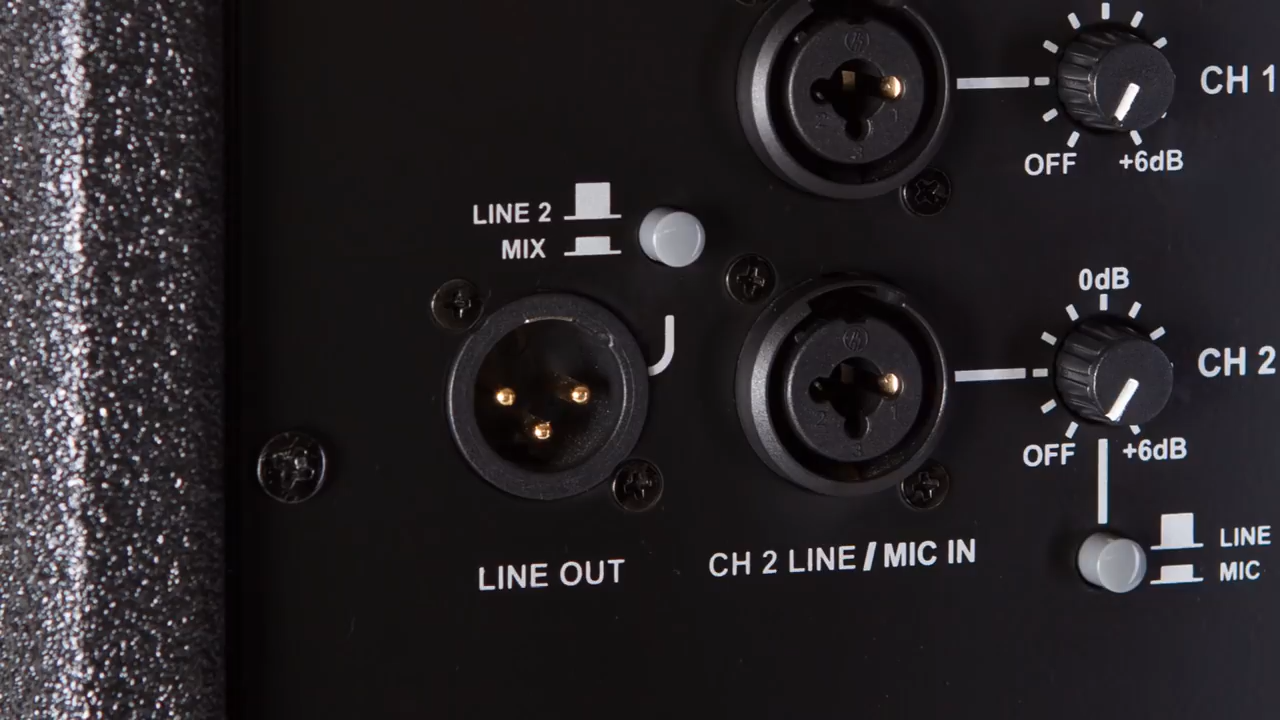 CH 1
OFF +6dB
LINE 2
MIX
0dB
CH 2
OFF +6dB
LINE
MIC
LINE OUT
CH 2 LINE / MIC IN